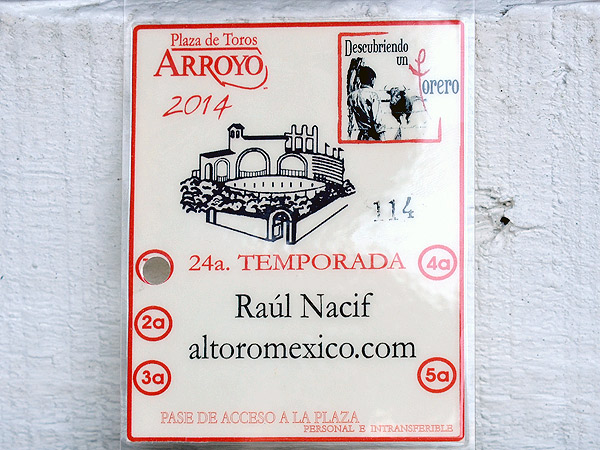 Plaza de Toros
ARROYO
2014
Descubriendo
un
Torero
114
24a. TEMPORADA
4a
Raúl Nacif
2a
altoromexico.com
3a
5a
PASE DE ACCESO A LA PLAZA
PERSONAL E INTRANSFERIBLE